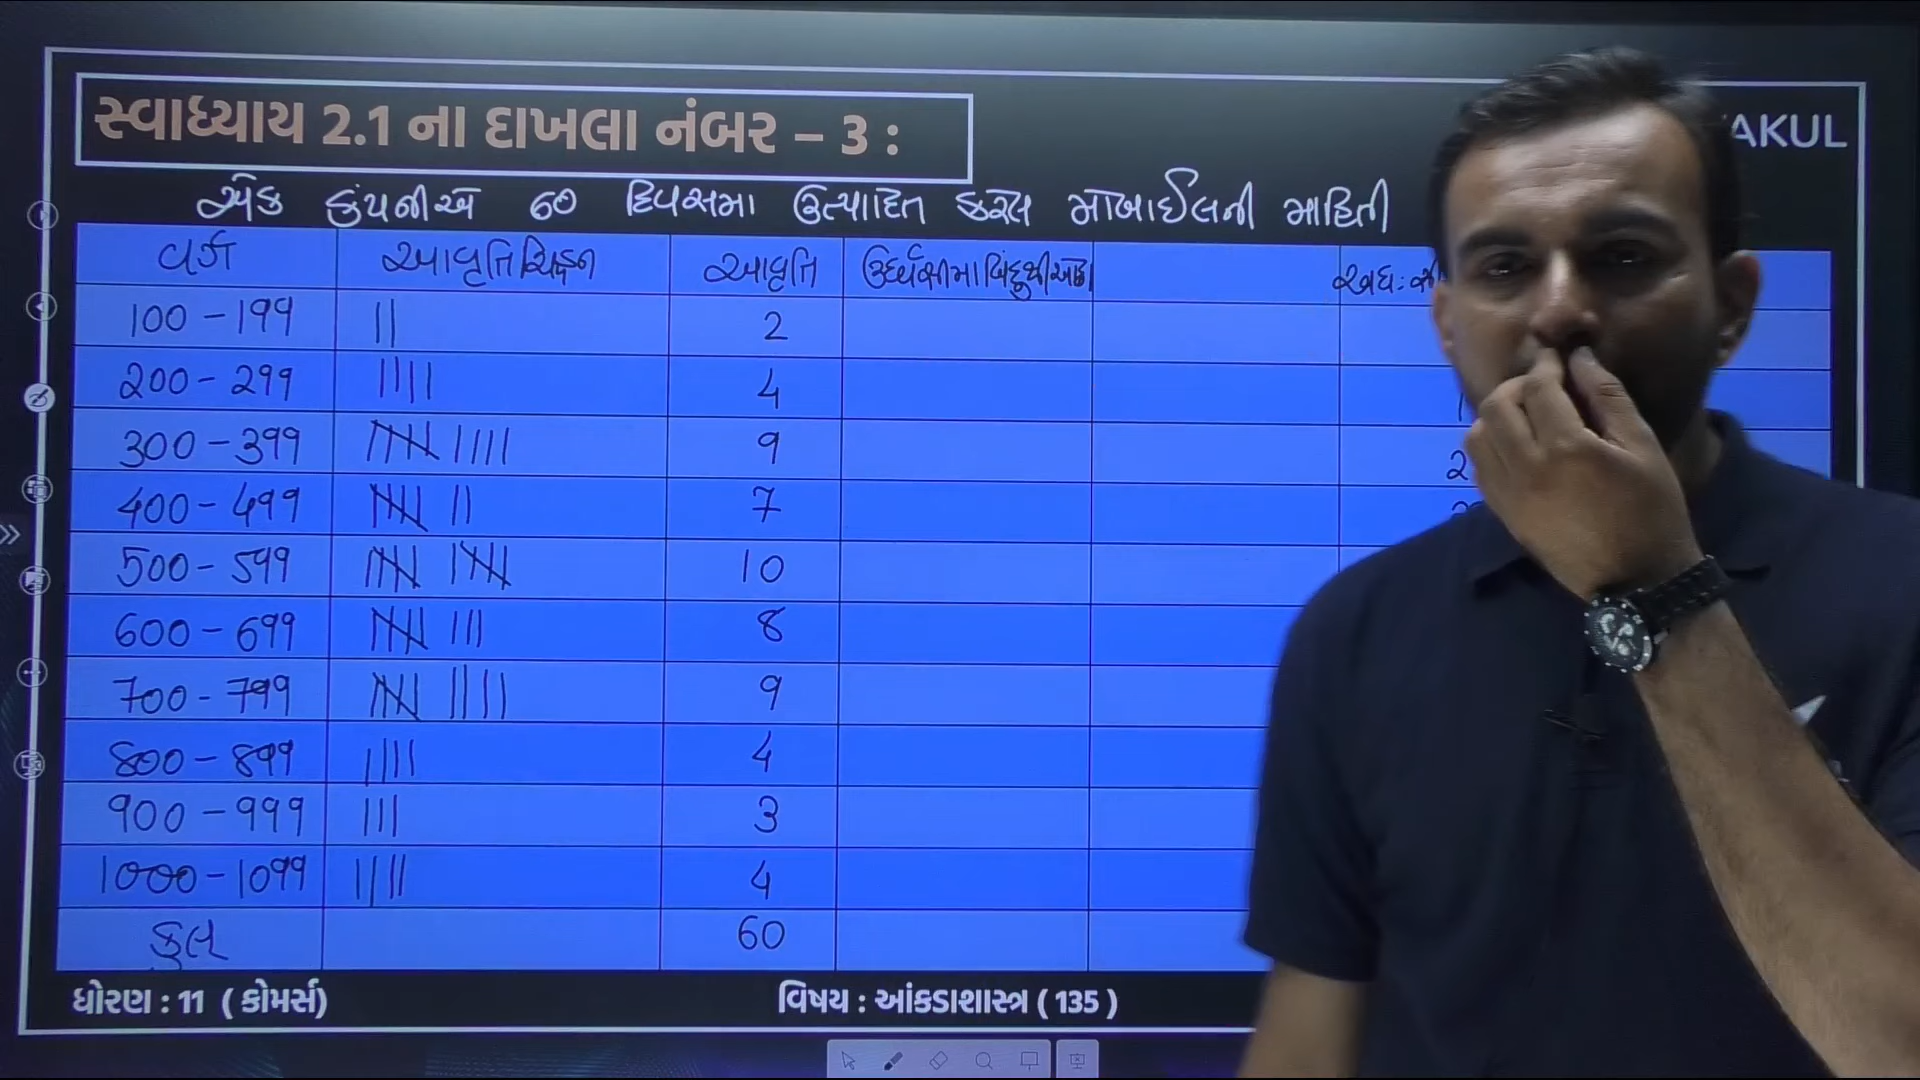 સ્વાધ્યાય 2.1 ના દાખલા નંબર – 3 :
AKUL
એક કંપનીએ 60 દિવસમા ઉત્પાદિત કરેલ મોબાઈલની માહિતી
વર્ગ આવૃત્તિ ચિહ્ન આવૃત્તિ
100 - 199 || 2
200 - 299 |||| 4
300 - 399 9
400 - 499 7
500 - 599 10
600 - 699 8
700 - 799 9
800 - 899 |||| 4
900 - 999 ||| 3
1000 - 1099 |||| 4
કુલ 60
ધોરણ : 11 ( કોમર્સ) વિષય : આંકડાશાસ્ત્ર ( 135 )